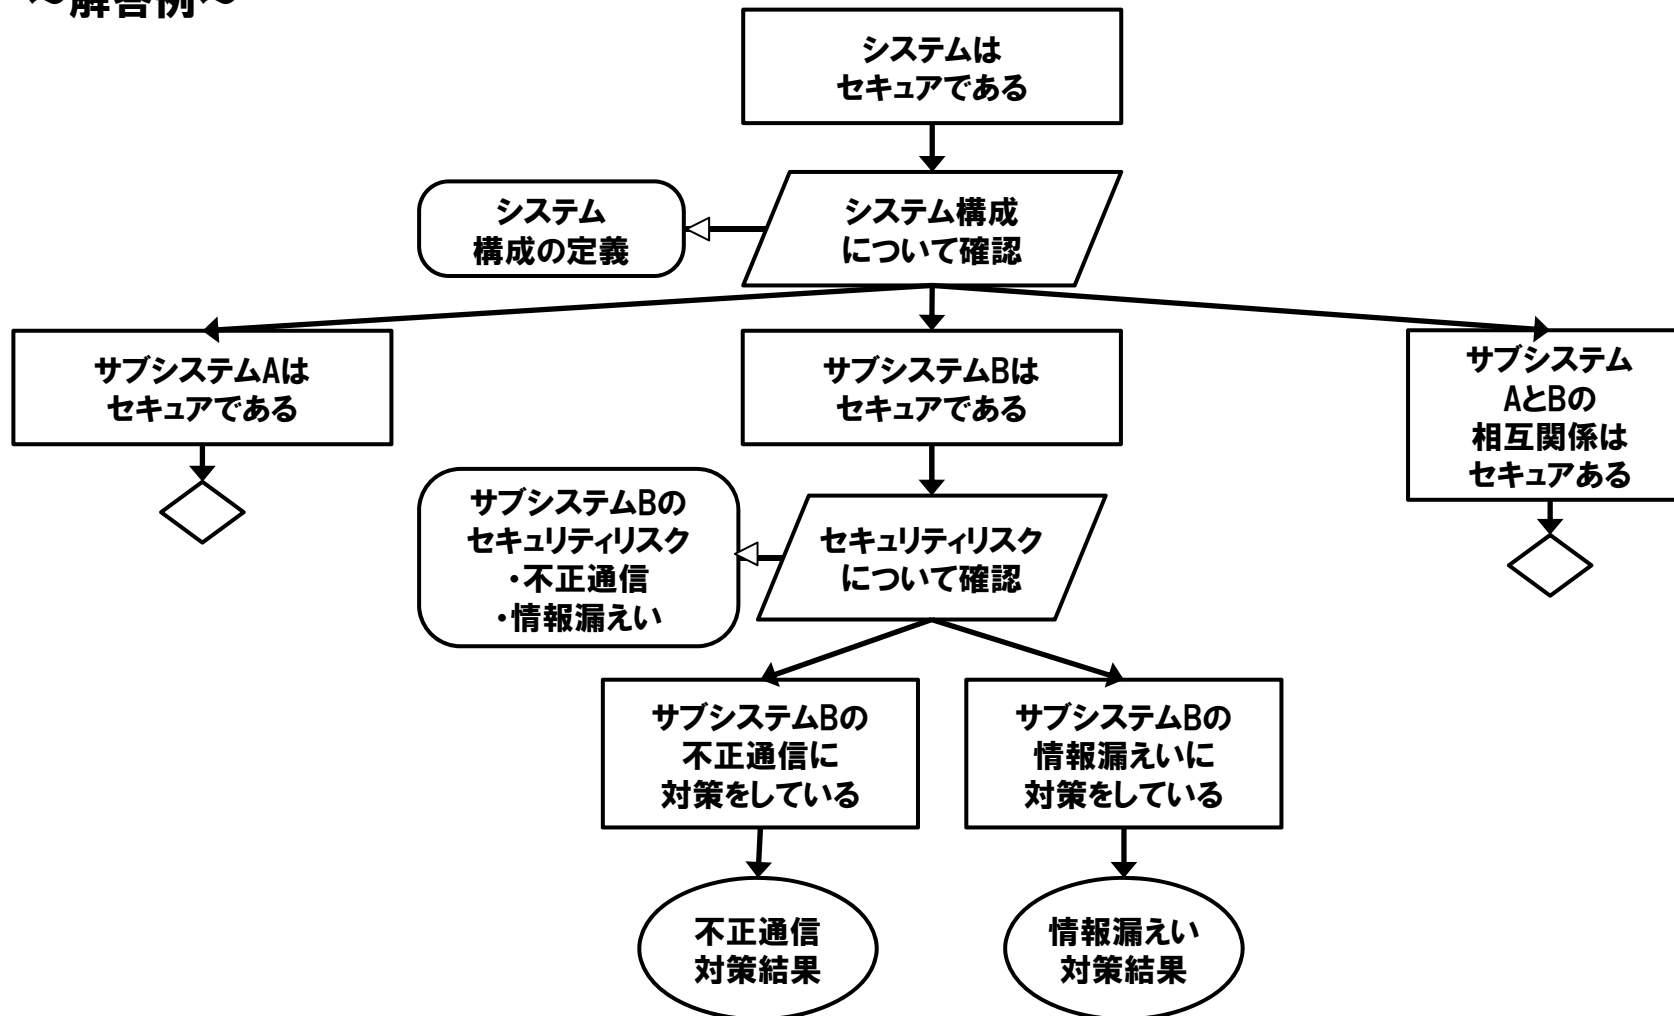 ～解答例～
システムは
セキュアである
システム
構成の定義
システム構成
について確認
サブシステムAは
セキュアである
サブシステムBは
セキュアである
サブシステム
AとBの
相互関係は
セキュアある
サブシステムBの
セキュリティリスク
・不正通信
・情報漏えい
セキュリティリスク
について確認
サブシステムBの
不正通信に
対策をしている
サブシステムBの
情報漏えいに
対策をしている
不正通信
対策結果
情報漏えい
対策結果